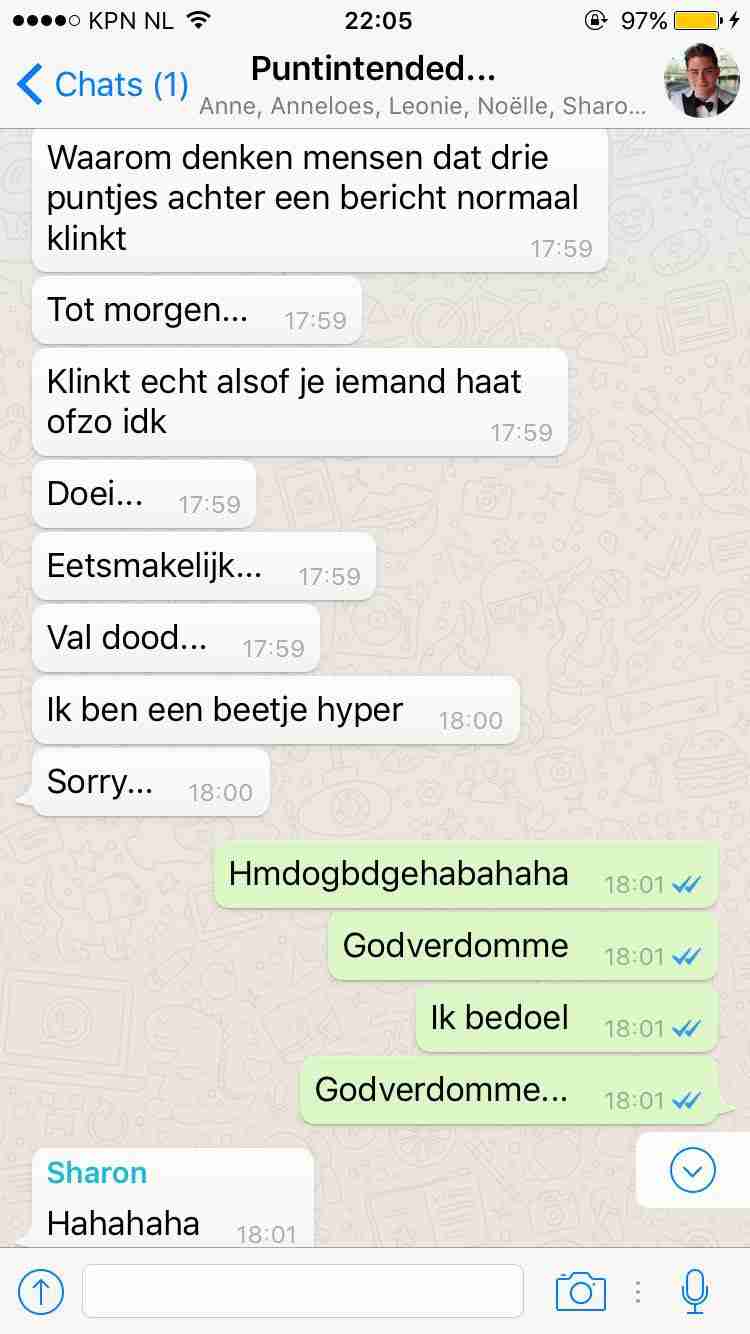 KPN NL 22:05 97%
Chats (1) Puntintended...
Anne, Anneloes, Leonie, Noëlle, Sharo...
Waarom denken mensen dat drie
puntjes achter een bericht normaal
klinkt 17:59
Tot morgen... 17:59
Klinkt echt alsof je iemand haat
ofzo idk 17:59
Doei... 17:59
Eetsmakelijk... 17:59
Val dood... 17:59
Ik ben een beetje hyper 18:00
Sorry... 18:00
Hmdogbdgehabahaha 18:01
Godverdomme 18:01
Ik bedoel 18:01
Godverdomme... 18:01
Sharon
Hahahaha 18:01